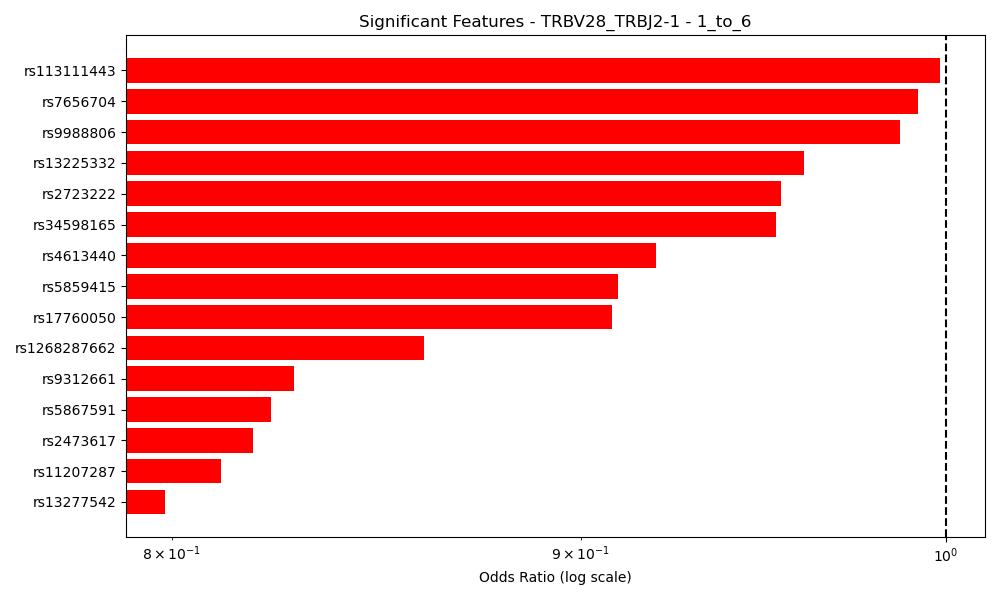 Significant Features - TRBV28_TRBJ2-1 - 1_to_6
rs113111443
rs7656704
rs9988806
rs13225332
rs2723222
rs34598165
rs4613440
rs5859415
rs17760050
rs1268287662
rs9312661
rs5867591
rs2473617
rs11207287
rs13277542
8 × 10⁻¹ 9 × 10⁻¹ 10⁰
Odds Ratio (log scale)